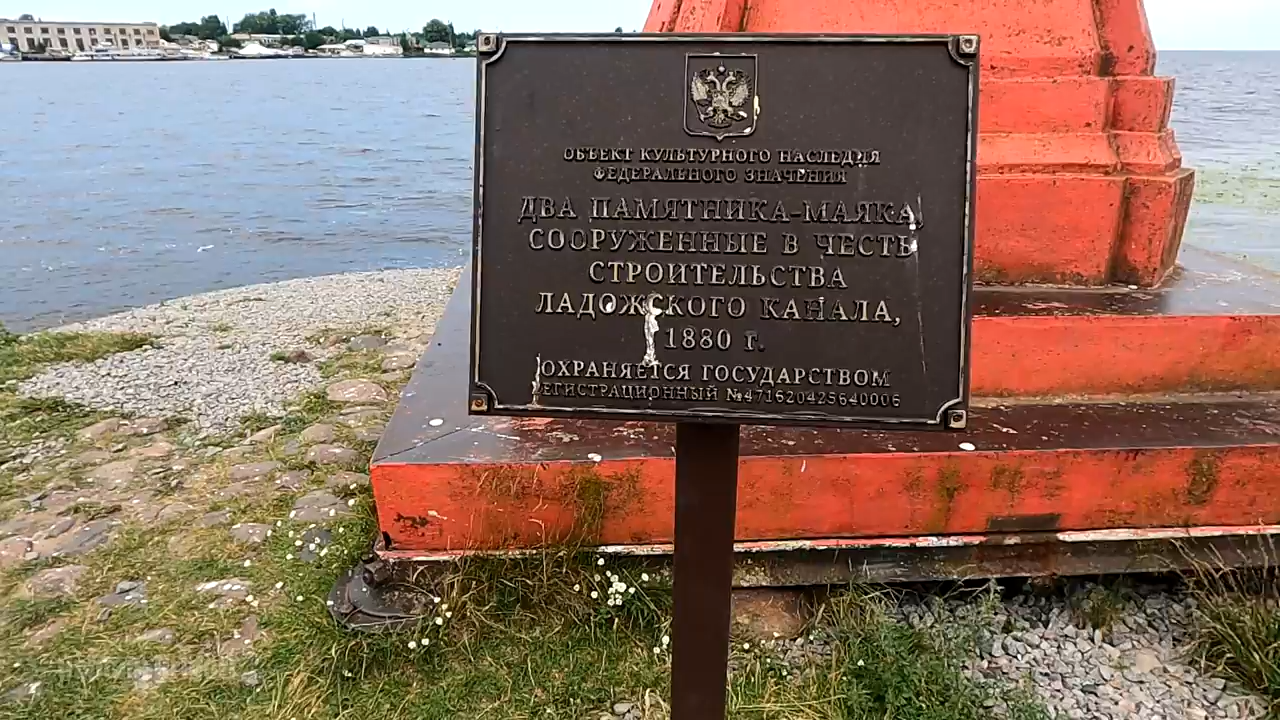 ОБЪЕКТ КУЛЬТУРНОГО НАСЛЕДИЯ
ФЕДЕРАЛЬНОГО ЗНАЧЕНИЯ
ДВА ПАМЯТНИКА-МАЯКА,
СООРУЖЕННЫЕ В ЧЕСТЬ
СТРОИТЕЛЬСТВА
ЛАДОЖСКОГО КАНАЛА,
1880 г.
ОХРАНЯЕТСЯ ГОСУДАРСТВОМ
РЕГИСТРАЦИОННЫЙ №471620425640006